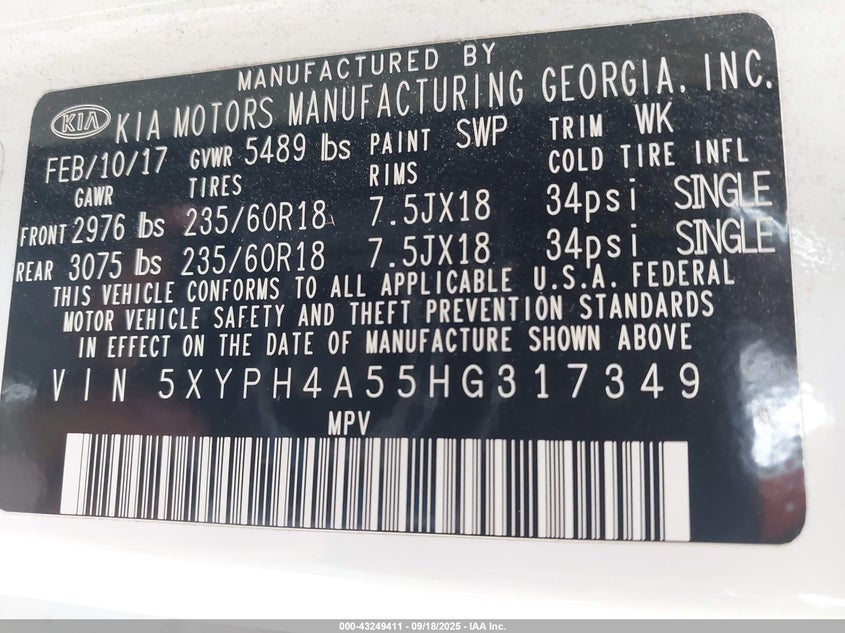 MANUFACTURED BY
KIA KIA MOTORS MANUFACTURING GEORGIA, INC.
FEB/10/17 GVWR 5489 lbs PAINT SWP TRIM WK
GAWR TIRES RIMS COLD TIRE INFL
FRONT 2976 lbs 235/60R18 7.5JX18 34psi SINGLE
REAR 3075 lbs 235/60R18 7.5JX18 34psi SINGLE
THIS VEHICLE CONFORMS TO ALL APPLICABLE U.S.A. FEDERAL
MOTOR VEHICLE SAFETY AND THEFT PREVENTION STANDARDS
IN EFFECT ON THE DATE OF MANUFACTURE SHOWN ABOVE
VIN 5XYPH4A55HG317349
MPV
000-43249411 - 09/18/2025 - IAA Inc.